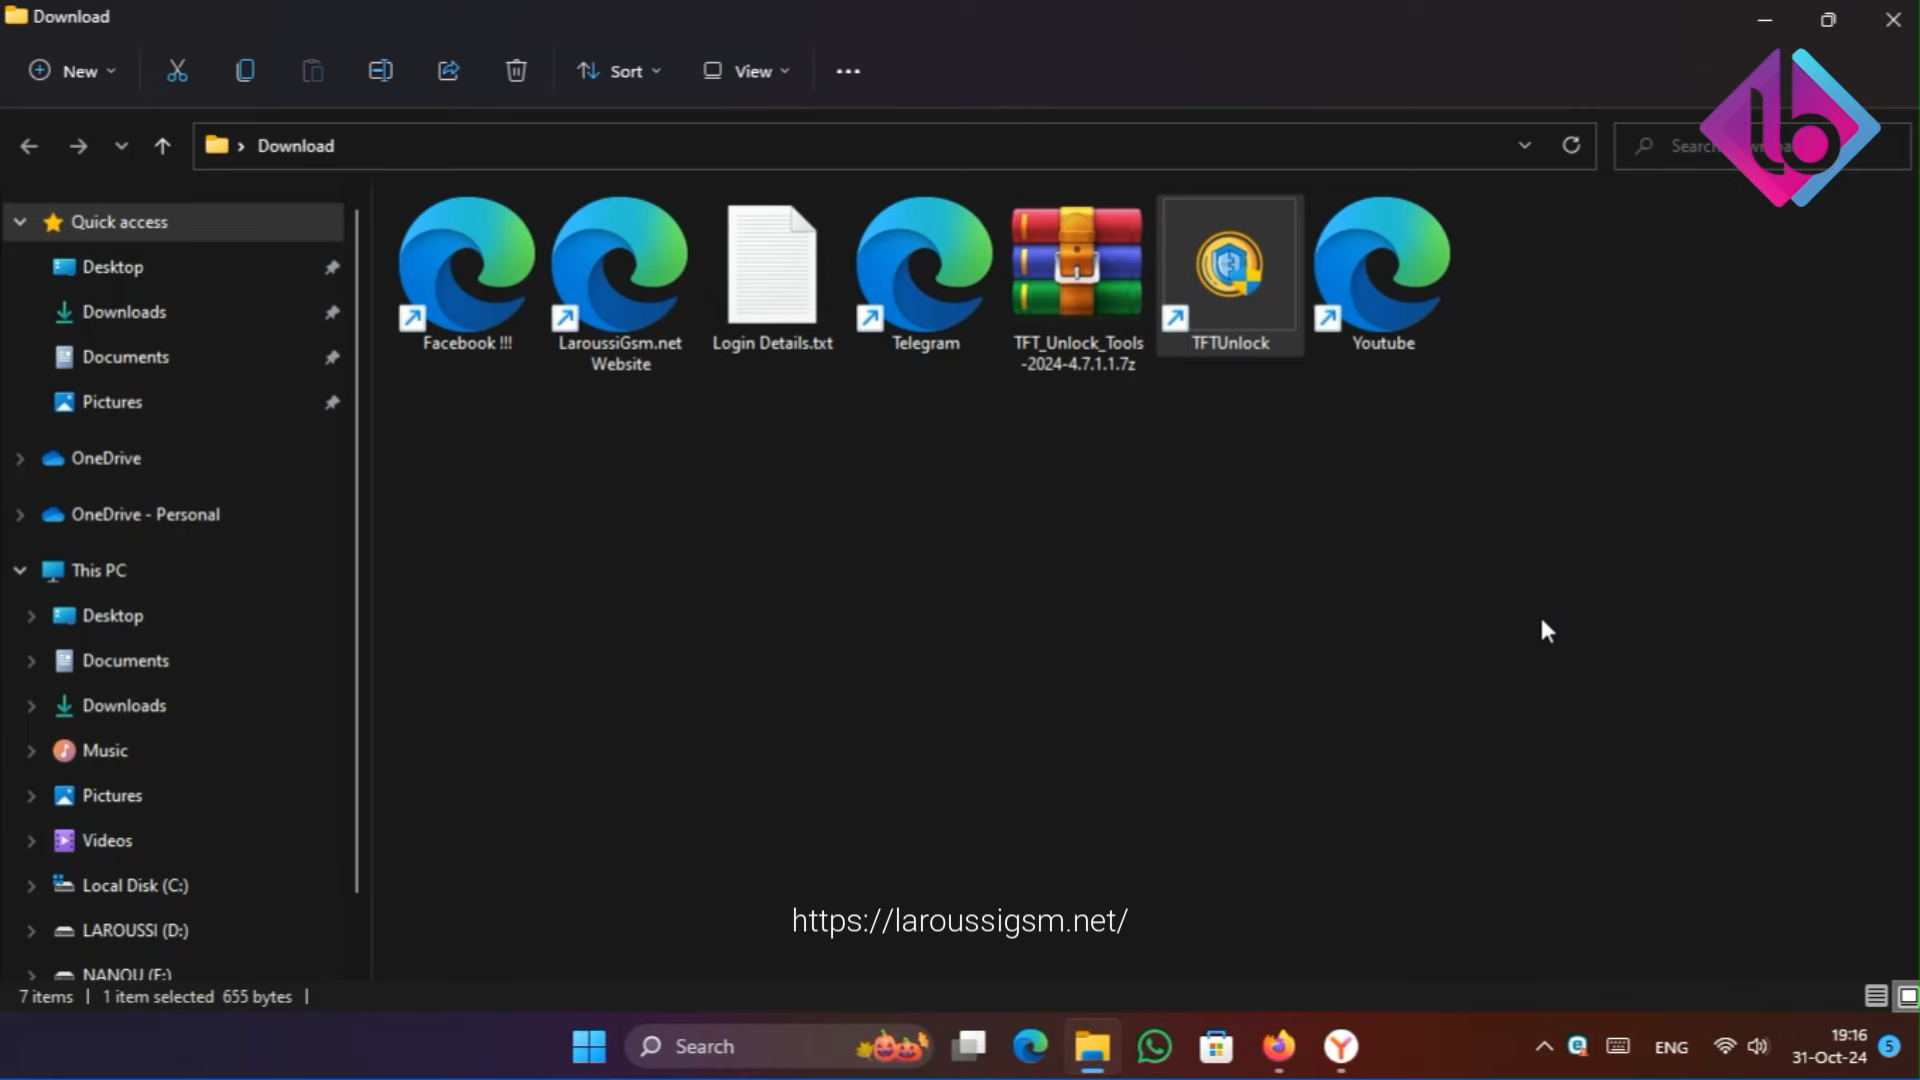 Download
New
Sort
View
Download
Search
Quick access
Desktop
Downloads
Documents
Pictures
OneDrive
OneDrive - Personal
This PC
Desktop
Documents
Downloads
Music
Pictures
Videos
Local Disk (C:)
LAROUSSI (D:)
NANOU (F:)
Facebook !!!
LaroussiGsm.net
Website
Login Details.txt
Telegram
TFT_Unlock_Tools
-2024-4.7.1.1.7z
TFTUnlock
Youtube
https://laroussigsm.net/
7 items
1 item selected 655 bytes
Search
ENG
19:16
31-Oct-24
5